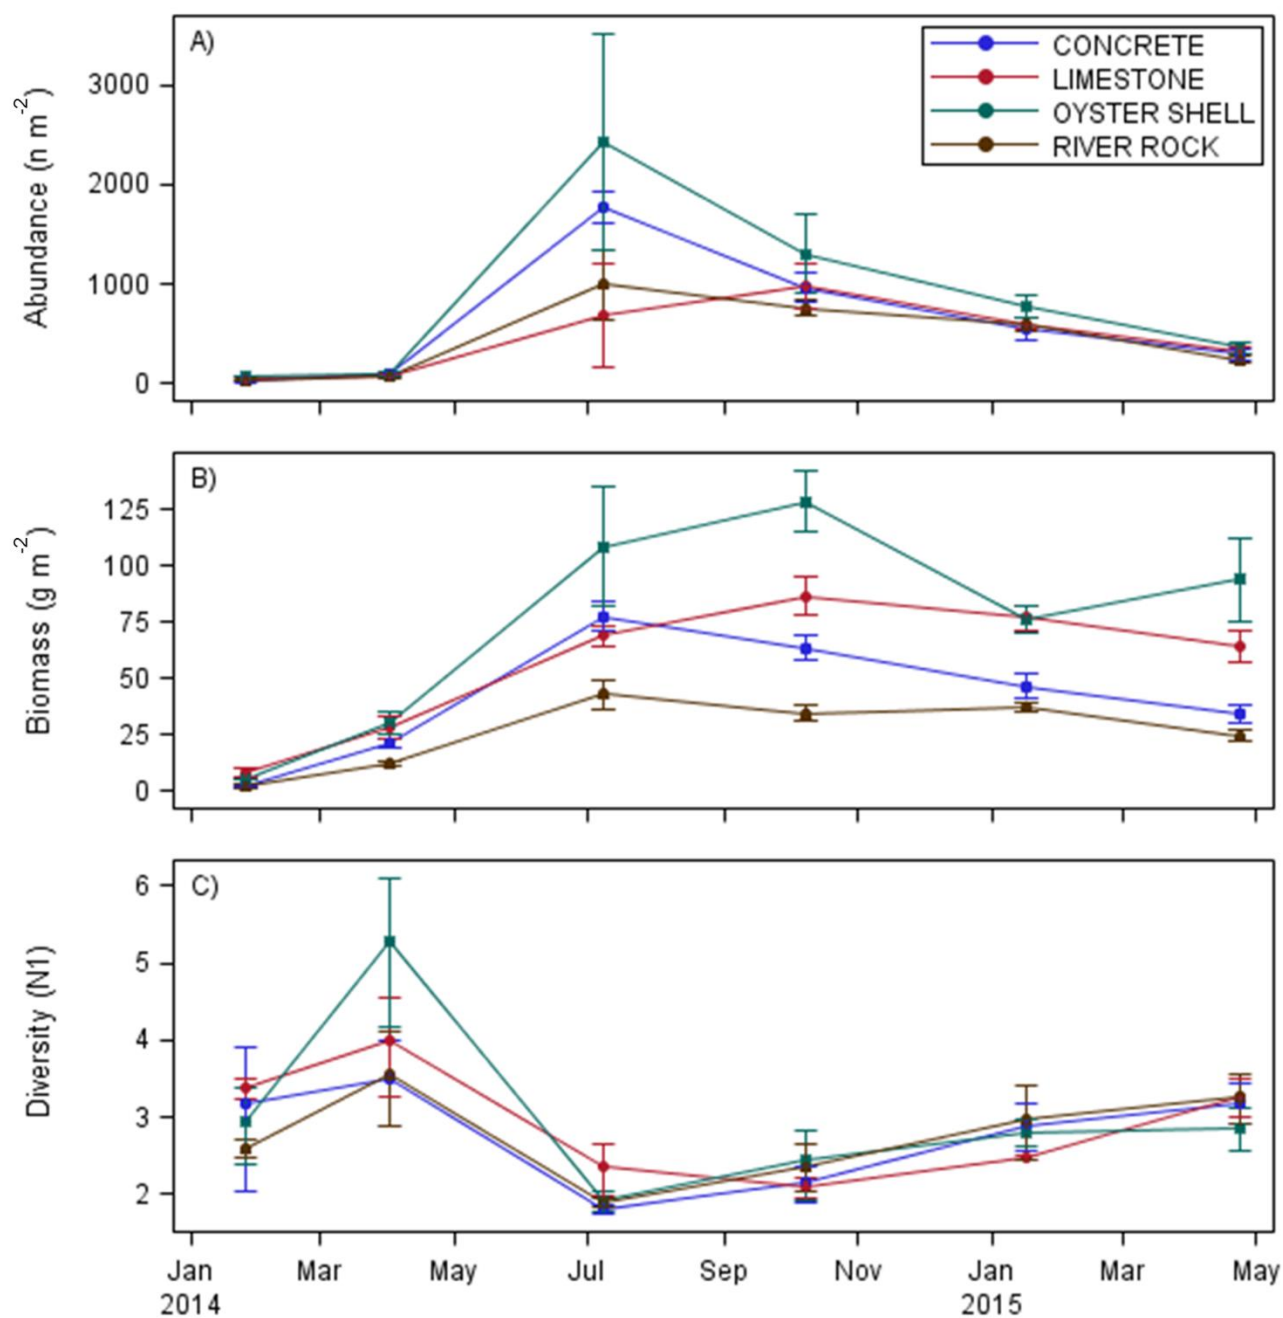 A)
CONCRETE
LIMESTONE
OYSTER SHELL
RIVER ROCK
Abundance (n m⁻²)
3000
2000
1000
0
B)
Biomass (g m⁻²)
125
100
75
50
25
0
C)
Diversity (N1)
6
5
4
3
2
Jan Mar May Jul Sep Nov Jan Mar May
2014 2015